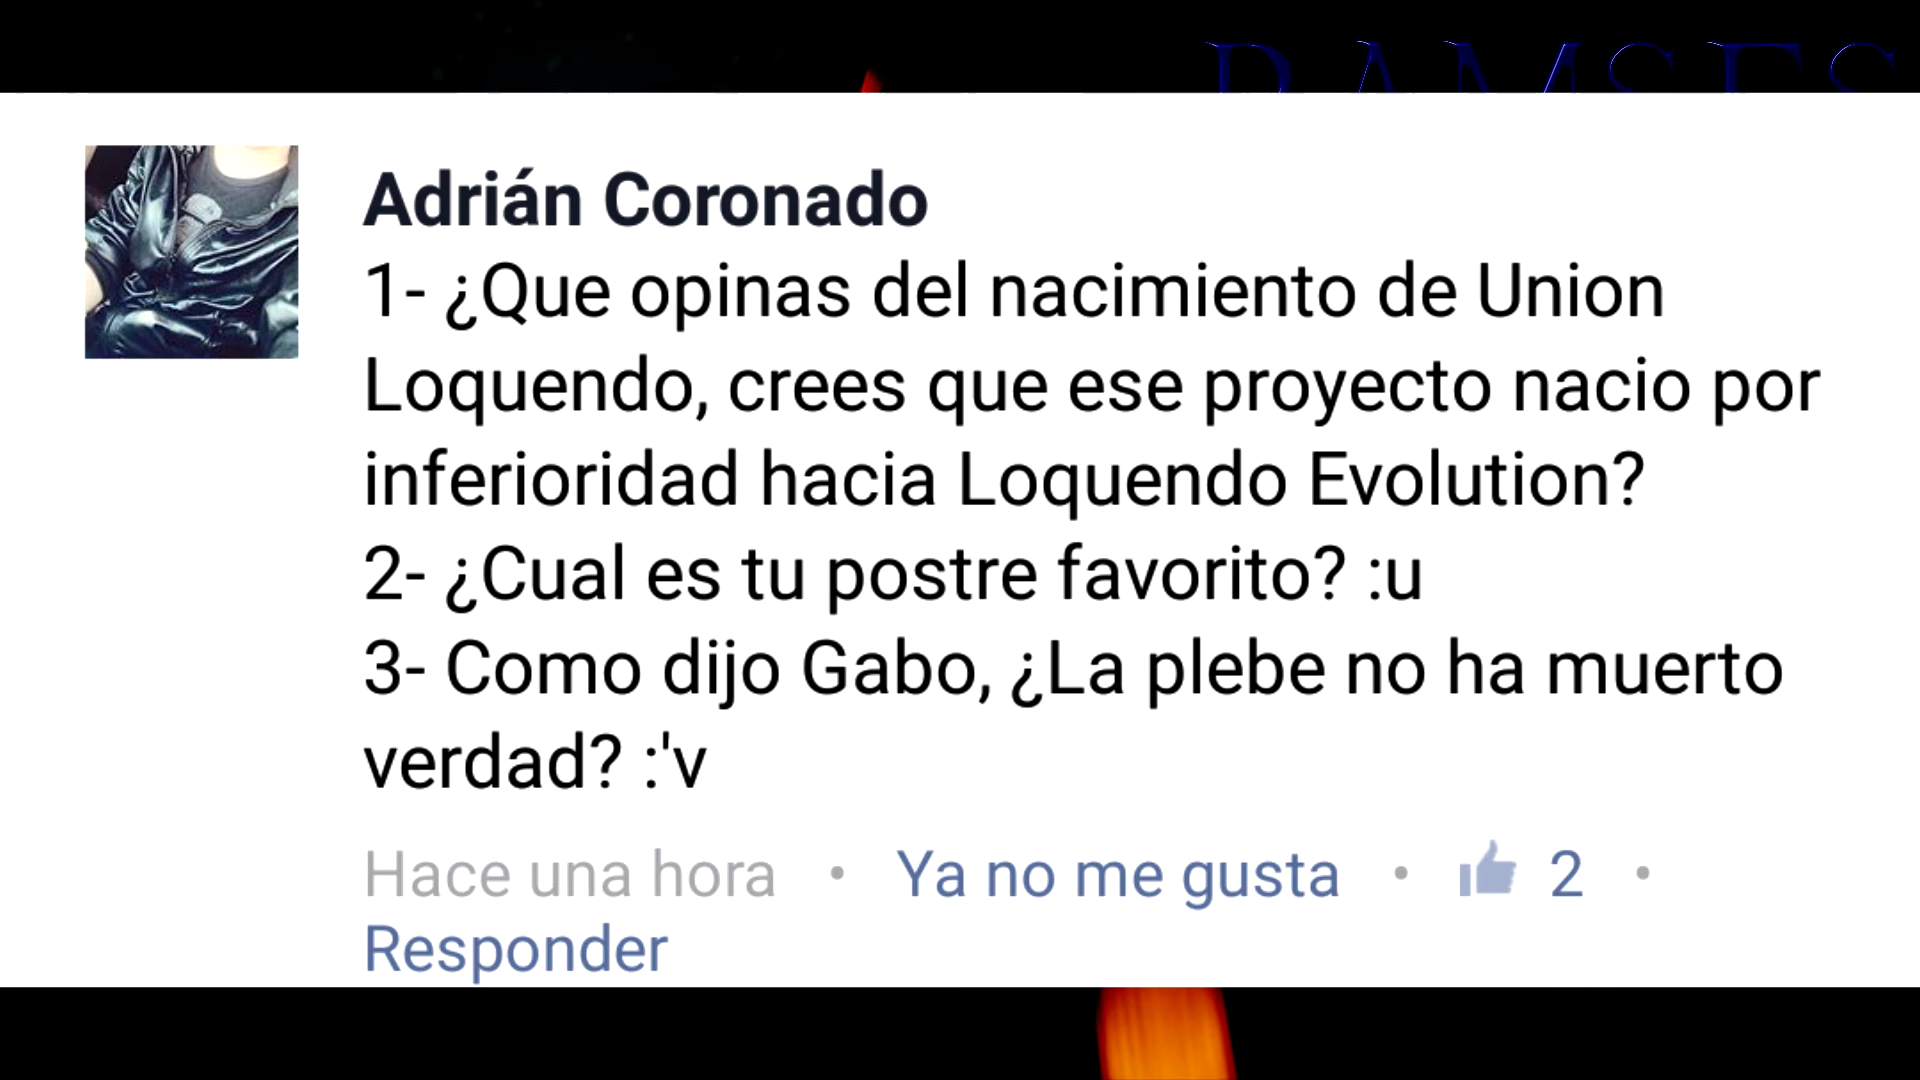 RAMSES
Adrián Coronado
1- ¿Que opinas del nacimiento de Union
Loquendo, crees que ese proyecto nacio por
inferioridad hacia Loquendo Evolution?
2- ¿Cual es tu postre favorito? :u
3- Como dijo Gabo, ¿La plebe no ha muerto
verdad? :'v
Hace una hora • Ya no me gusta • 2 •
Responder